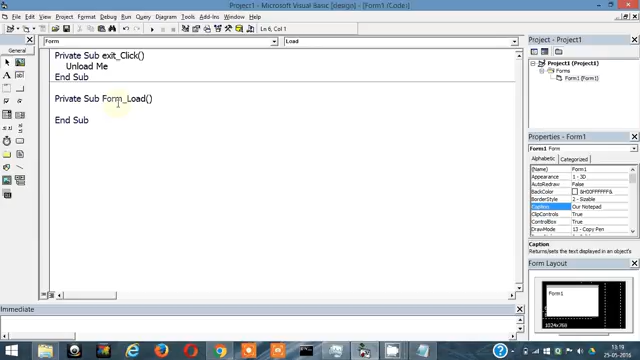 Project1 - Microsoft Visual Basic [design] - [Form1 (Code)]
File Edit View Project Format Debug Run Query Diagram Tools Add-Ins Window Help
Ln 6, Col 1
General
Form
Load
Private Sub exit_Click()
Unload Me
End Sub
Private Sub Form_Load()
End Sub
Project - Project1
Project1 (Project1)
Forms
Form1 (Form1)
Properties - Form1
Form1 Form
Alphabetic Categorized
(Name) Form1
Appearance 1 - 3D
AutoRedraw False
BackColor &H00FFFFFF&
BorderStyle 2 - Sizable
Caption Our Notepad
ClipControls True
ControlBox True
DrawMode 13 - Copy Pen
Caption
Returns/sets the text displayed in an object's
Form Layout
Form1
1024x768
Immediate
13:19
25-05-2016